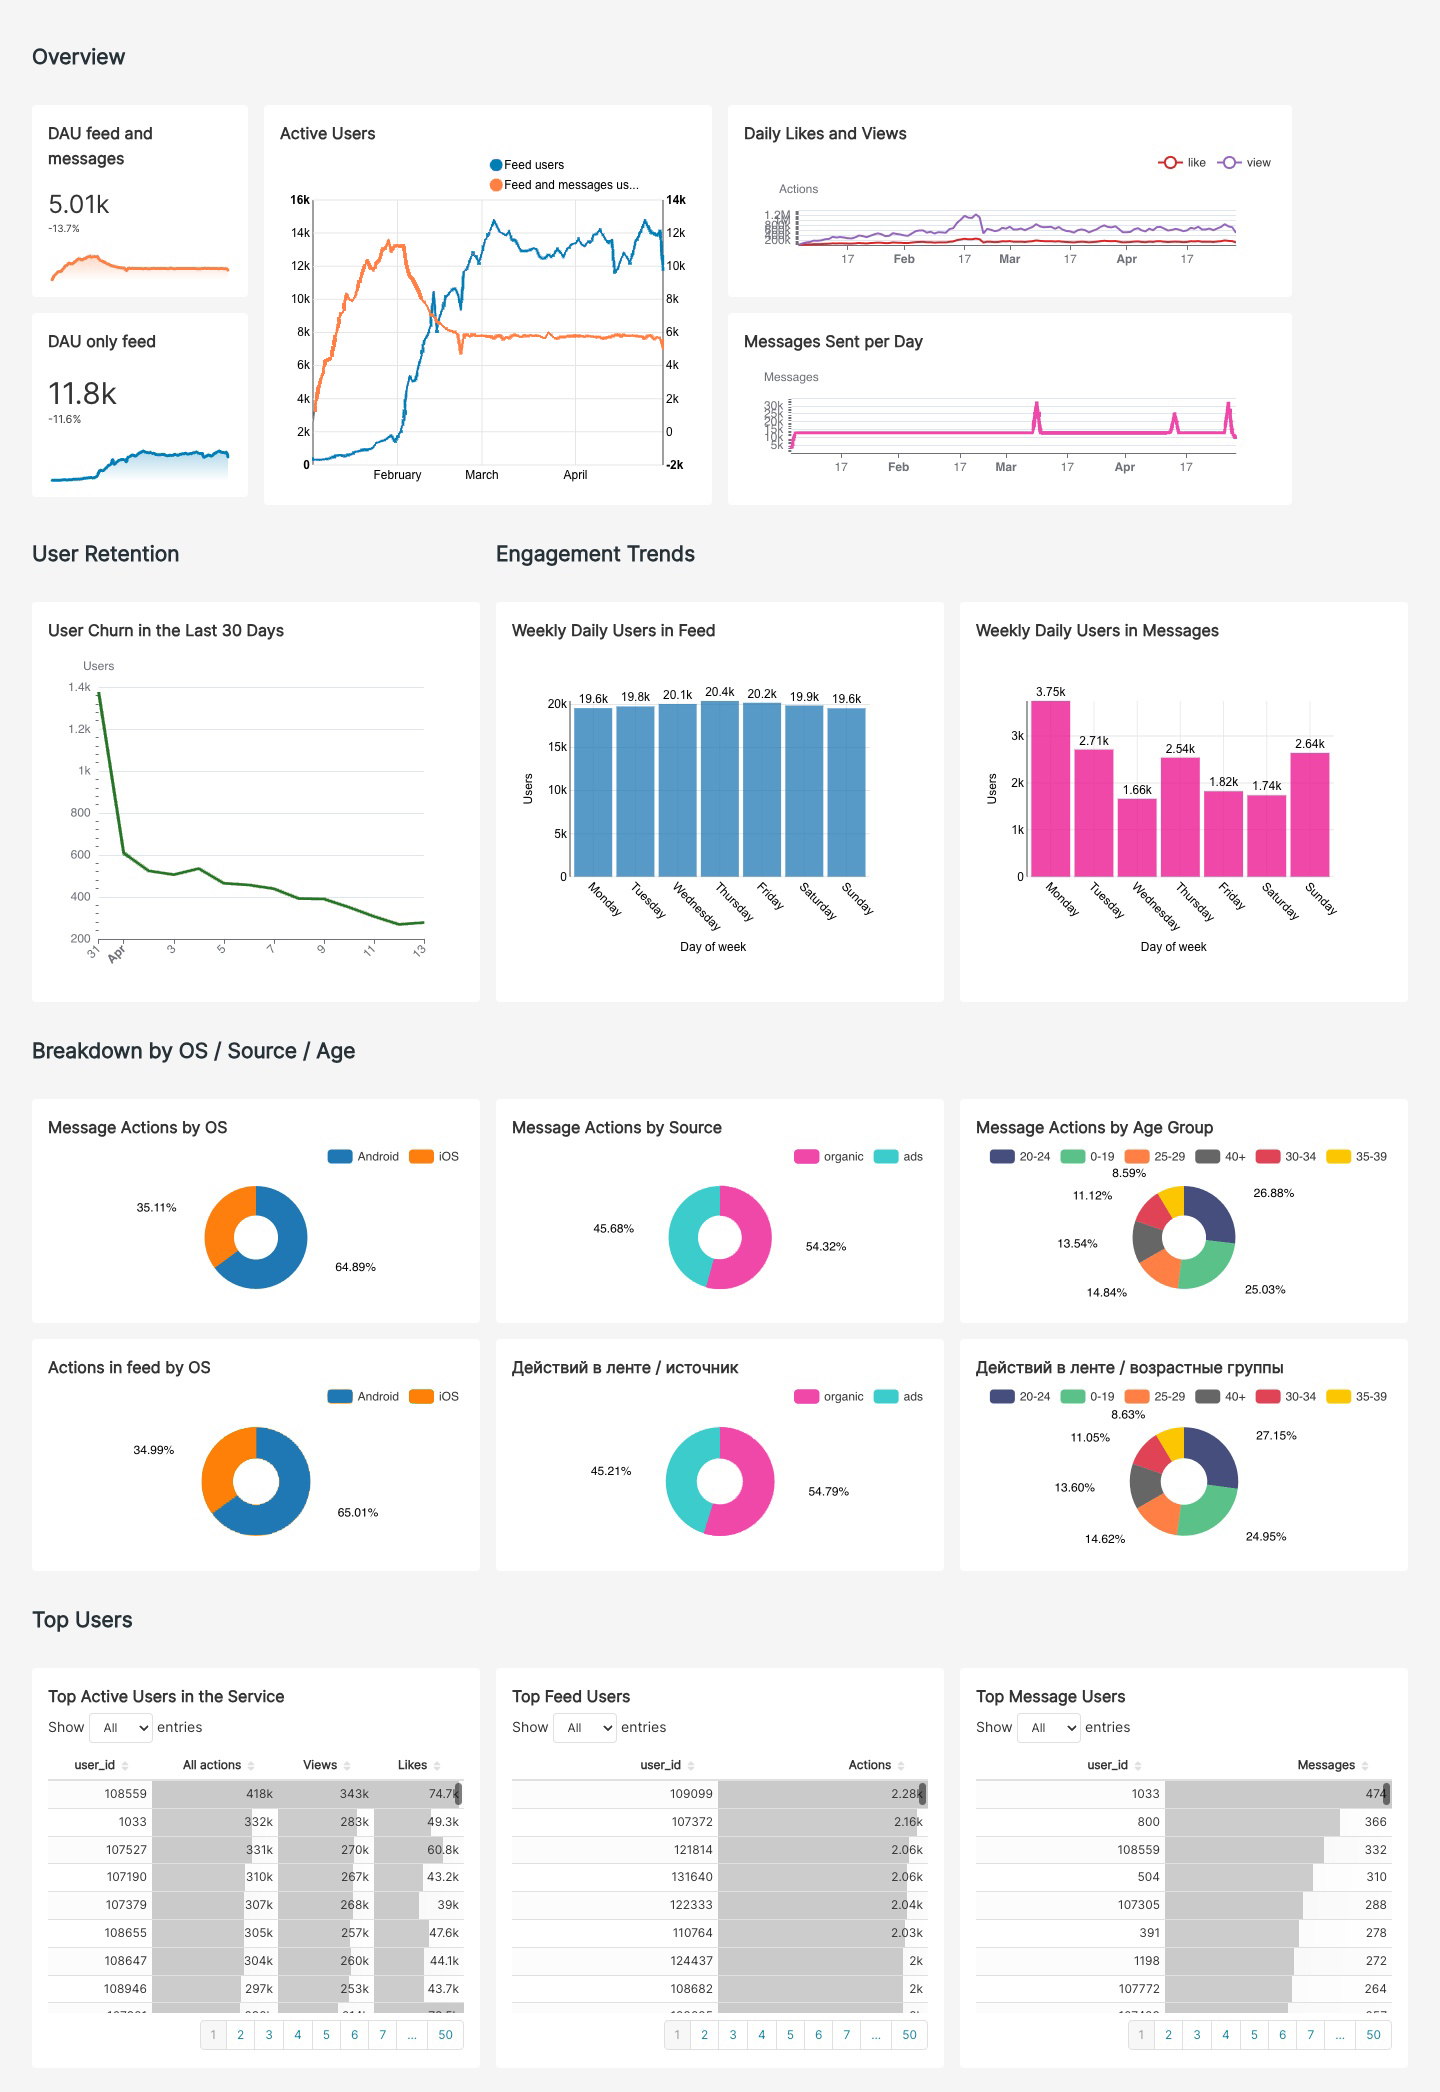 Overview
DAU feed and
messages
5.01k
-13.7%
DAU only feed
11.8k
-11.6%
Active Users
Feed users
Feed and messages us...
16k
14k
12k
10k
8k
6k
4k
2k
0
14k
12k
10k
8k
6k
4k
2k
0
-2k
February March April
Daily Likes and Views
like view
Actions
1.2M
200k
17 Feb 17 Mar 17 Apr 17
Messages Sent per Day
Messages
30k
25k
20k
15k
10k
5k
17 Feb 17 Mar 17 Apr 17
User Retention
Engagement Trends
User Churn in the Last 30 Days
Users
1.4k
1.2k
1k
800
600
400
200
31 Apr 3 5 7 9 11 13
Weekly Daily Users in Feed
19.6k 19.8k 20.1k 20.4k 20.2k 19.9k 19.6k
20k
15k
10k
5k
0
Users
Monday Tuesday Wednesday Thursday Friday Saturday Sunday
Day of week
Weekly Daily Users in Messages
3.75k 2.71k 1.66k 2.54k 1.82k 1.74k 2.64k
3k
2k
1k
0
Users
Monday Tuesday Wednesday Thursday Friday Saturday Sunday
Day of week
Breakdown by OS / Source / Age
Message Actions by OS
Android iOS
35.11%
64.89%
Message Actions by Source
organic ads
45.68%
54.32%
Message Actions by Age Group
20-24 0-19 25-29 40+ 30-34 35-39
8.59%
11.12% 26.88%
13.54%
14.84% 25.03%
Actions in feed by OS
Android iOS
34.99%
65.01%
Действий в ленте / источник
organic ads
45.21%
54.79%
Действий в ленте / возрастные группы
20-24 0-19 25-29 40+ 30-34 35-39
8.63%
11.05% 27.15%
13.60%
14.62% 24.95%
Top Users
Top Active Users in the Service
Show All entries
user_id All actions Views Likes
108559 418k 343k 74.7k
1033 332k 283k 49.3k
107527 331k 270k 60.8k
107190 310k 267k 43.2k
107379 307k 268k 39k
108655 305k 257k 47.6k
108647 304k 260k 44.1k
108946 297k 253k 43.7k
1 2 3 4 5 6 7 ... 50
Top Feed Users
Show All entries
user_id Actions
109099 2.28k
107372 2.16k
121814 2.06k
131640 2.06k
122333 2.04k
110764 2.03k
124437 2k
108682 2k
1 2 3 4 5 6 7 ... 50
Top Message Users
Show All entries
user_id Messages
1033 474
800 366
108559 332
504 310
107305 288
391 278
1198 272
107772 264
1 2 3 4 5 6 7 ... 50